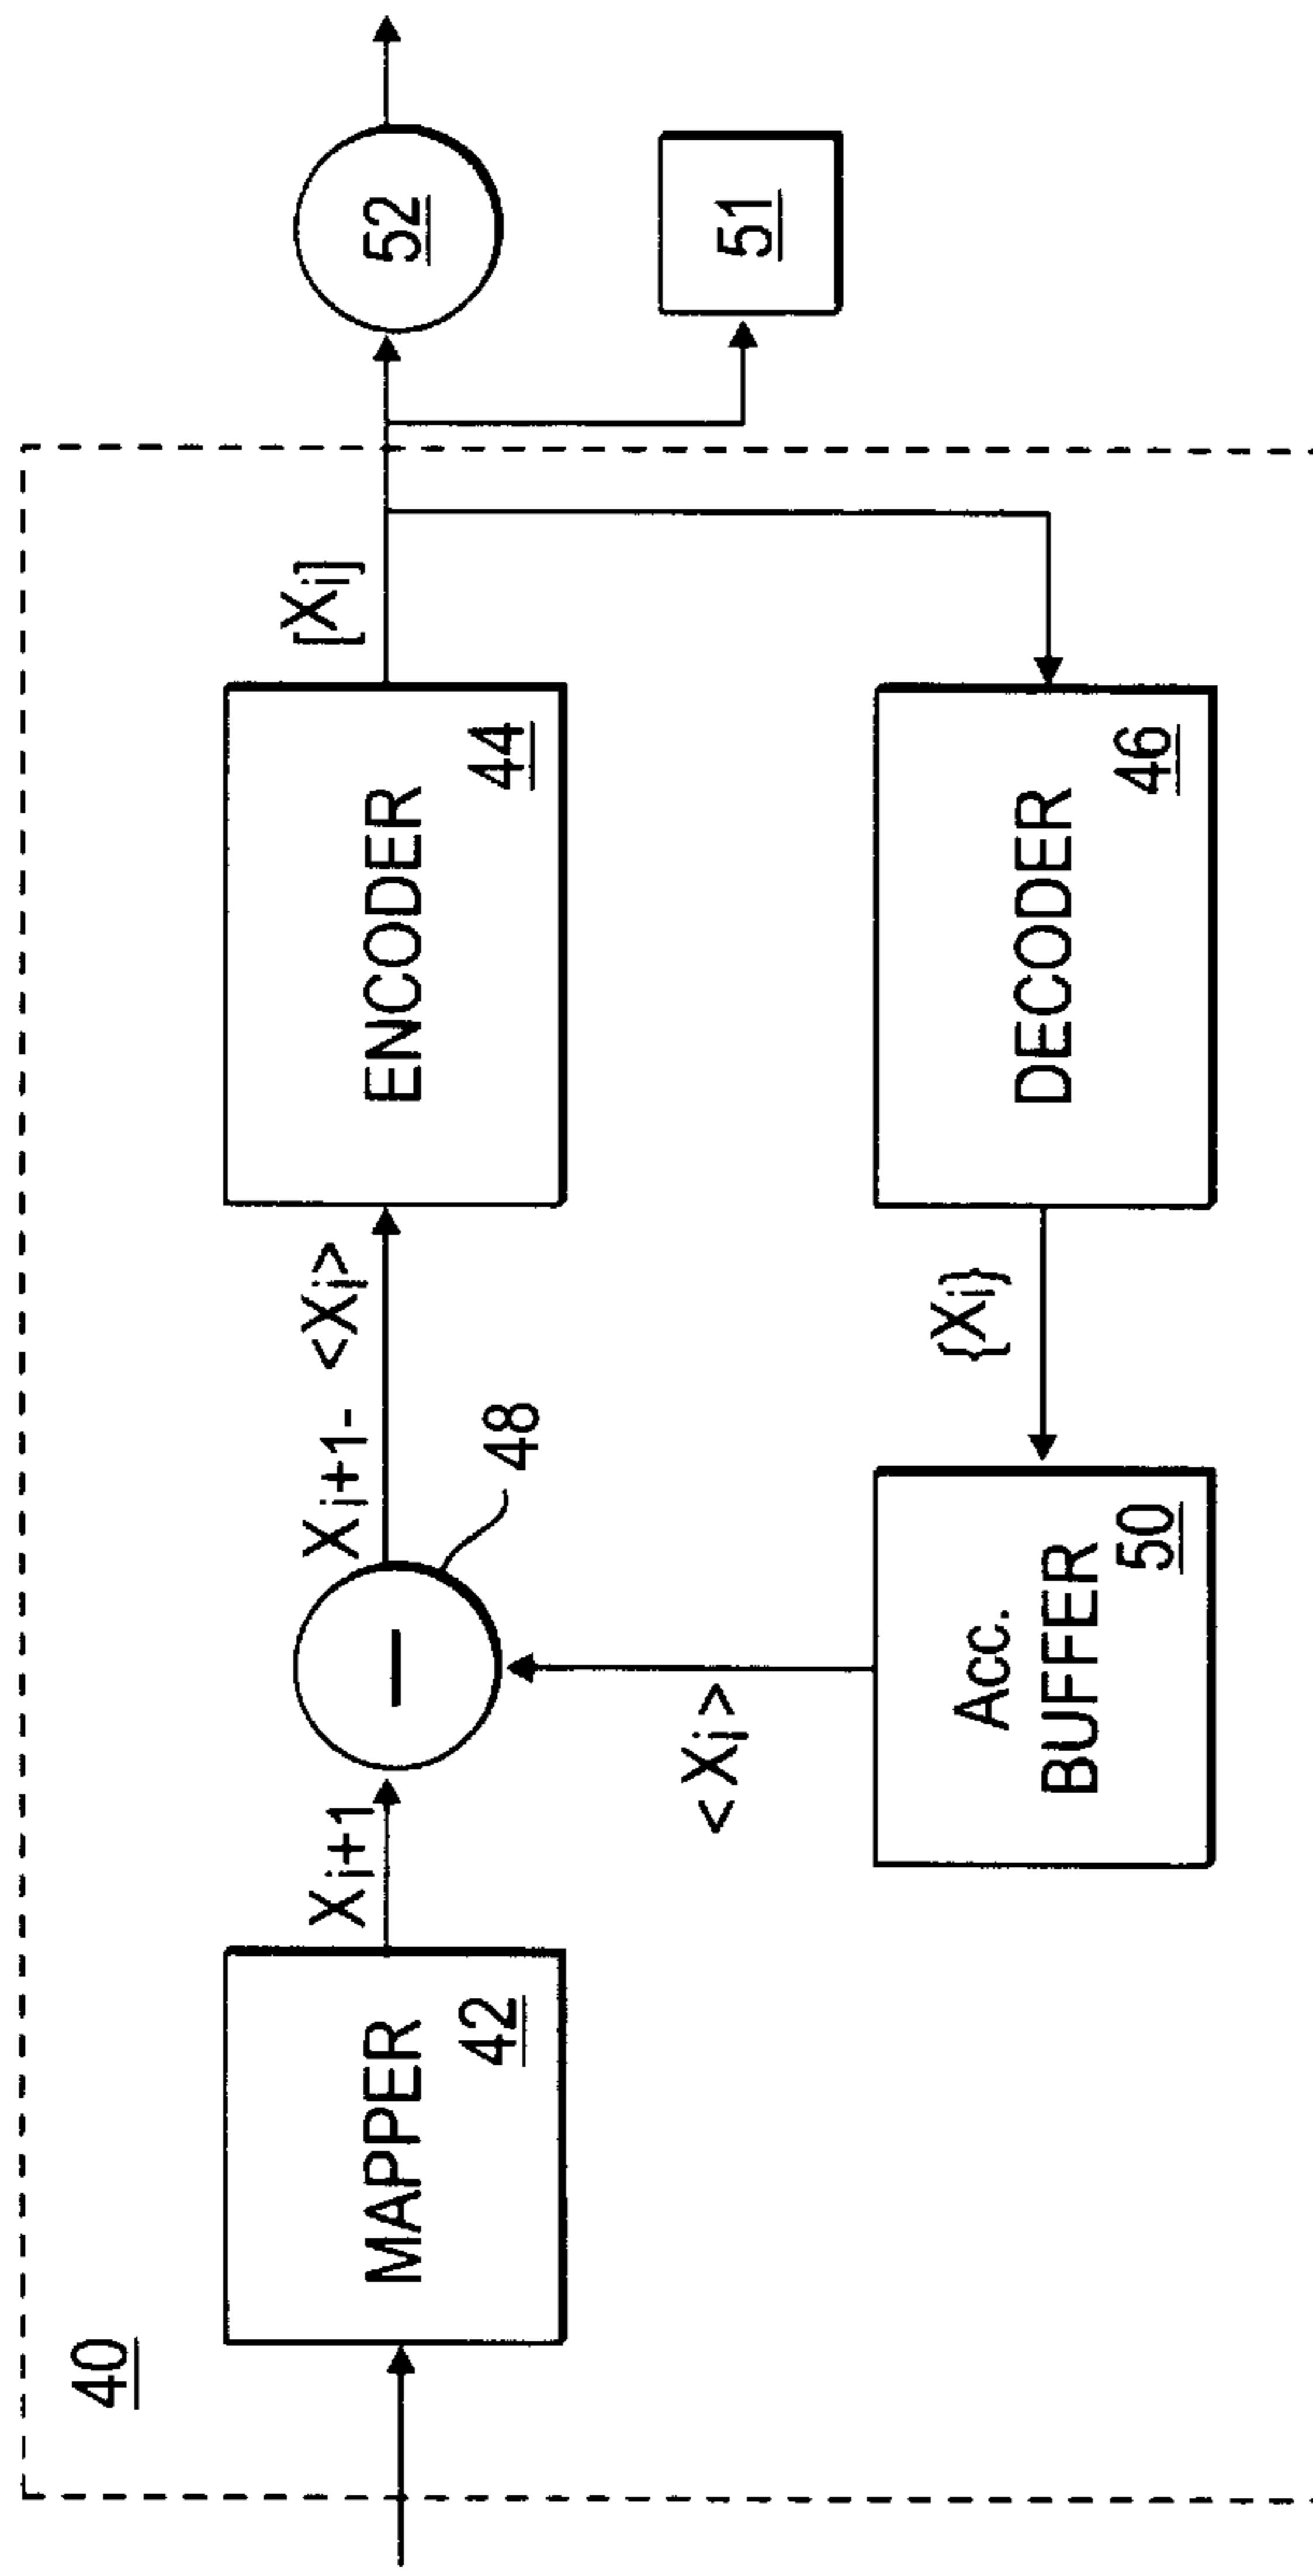 40
MAPPER
42
Xi+1
48
Xi+1- <Xi>
ENCODER
44
[Xi]
52
51
<Xi>
Acc.
BUFFER
50
{Xi}
DECODER
46